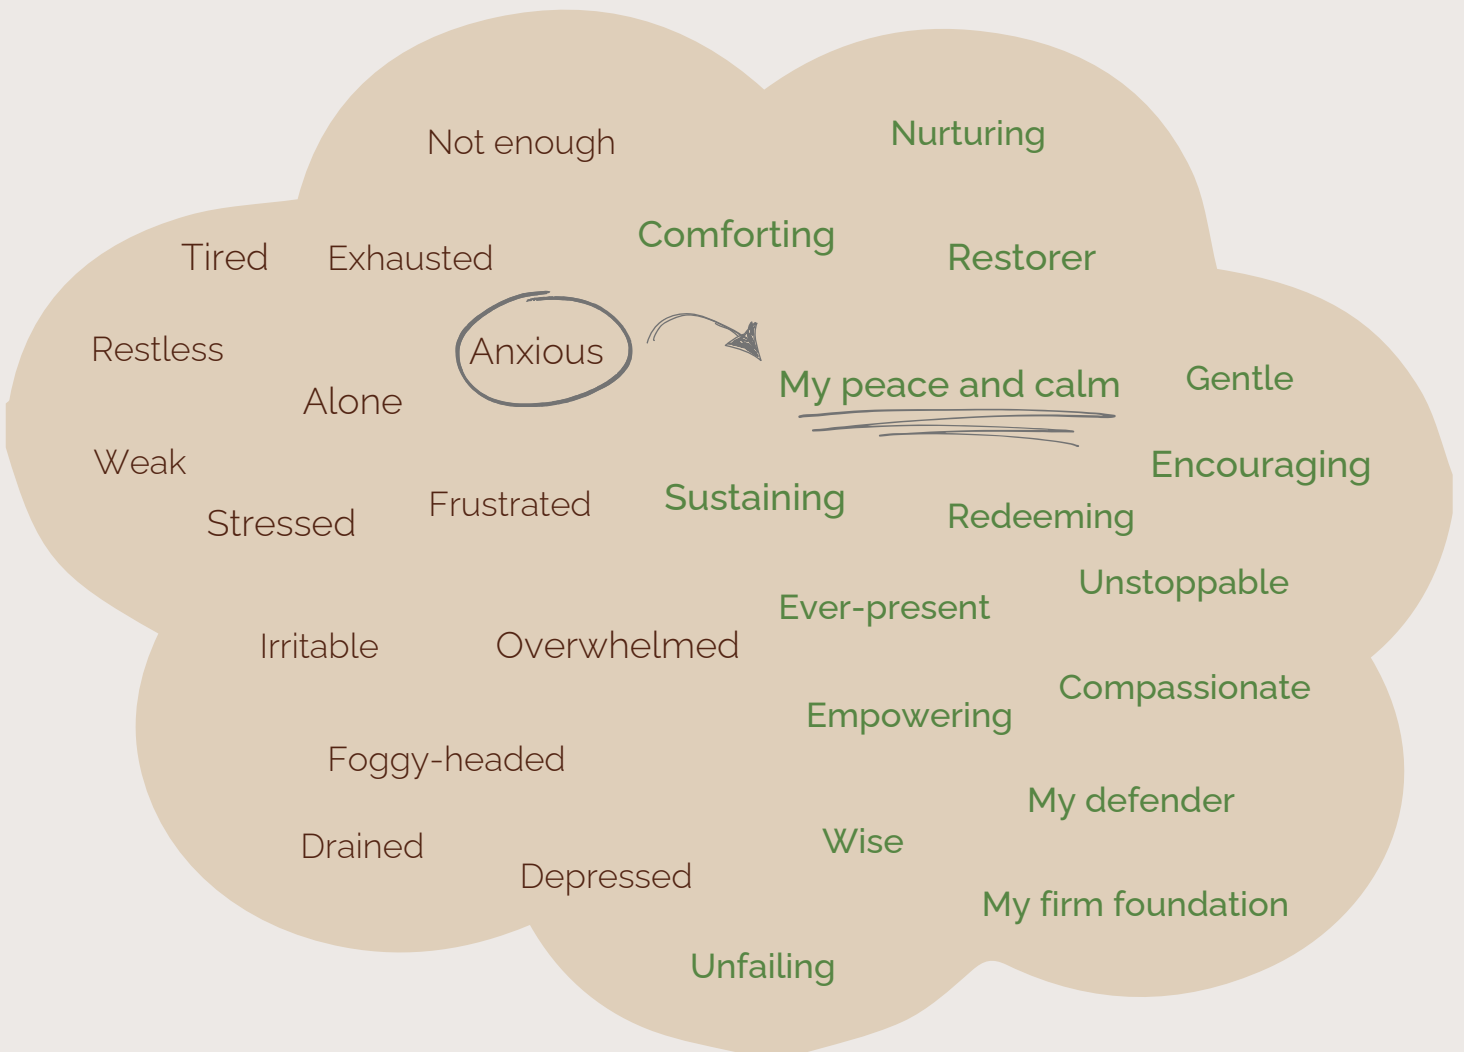 Not enough
Nurturing
Comforting
Tired
Exhausted
Restorer
Restless
Anxious
My peace and calm
Gentle
Alone
Weak
Encouraging
Stressed
Frustrated
Sustaining
Redeeming
Unstoppable
Ever-present
Irritable
Overwhelmed
Compassionate
Empowering
Foggy-headed
My defender
Drained
Wise
Depressed
My firm foundation
Unfailing